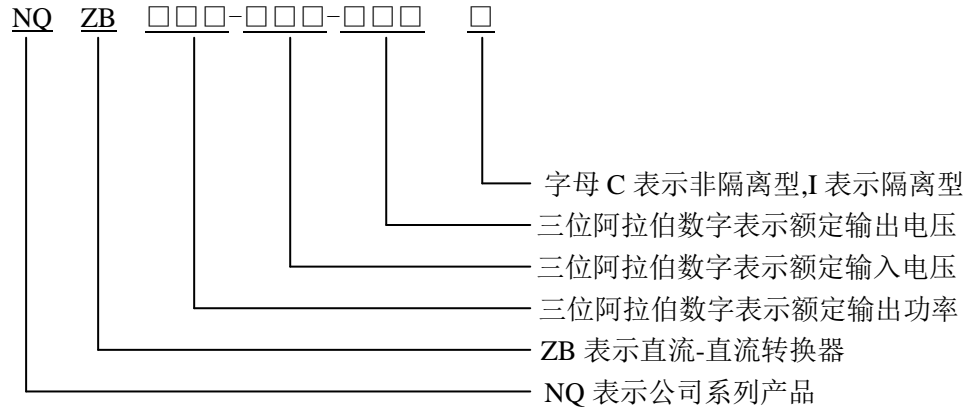 NQ ZB □□□-□□□-□□□ □
字母 C 表示非隔离型,I 表示隔离型
三位阿拉伯数字表示额定输出电压
三位阿拉伯数字表示额定输入电压
三位阿拉伯数字表示额定输出功率
ZB 表示直流-直流转换器
NQ 表示公司系列产品